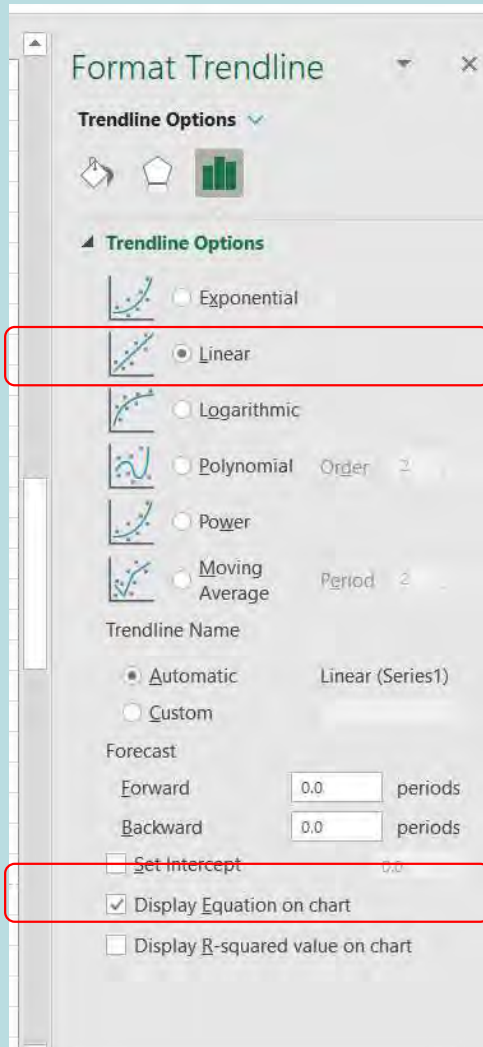 Format Trendline
Trendline Options
Trendline Options
Exponential
Linear
Logarithmic
Polynomial Order 2
Power
Moving
Average Period 2
Trendline Name
Automatic Linear (Series1)
Custom
Forecast
Forward 0.0 periods
Backward 0.0 periods
Set Intercept 0.0
Display Equation on chart
Display R-squared value on chart